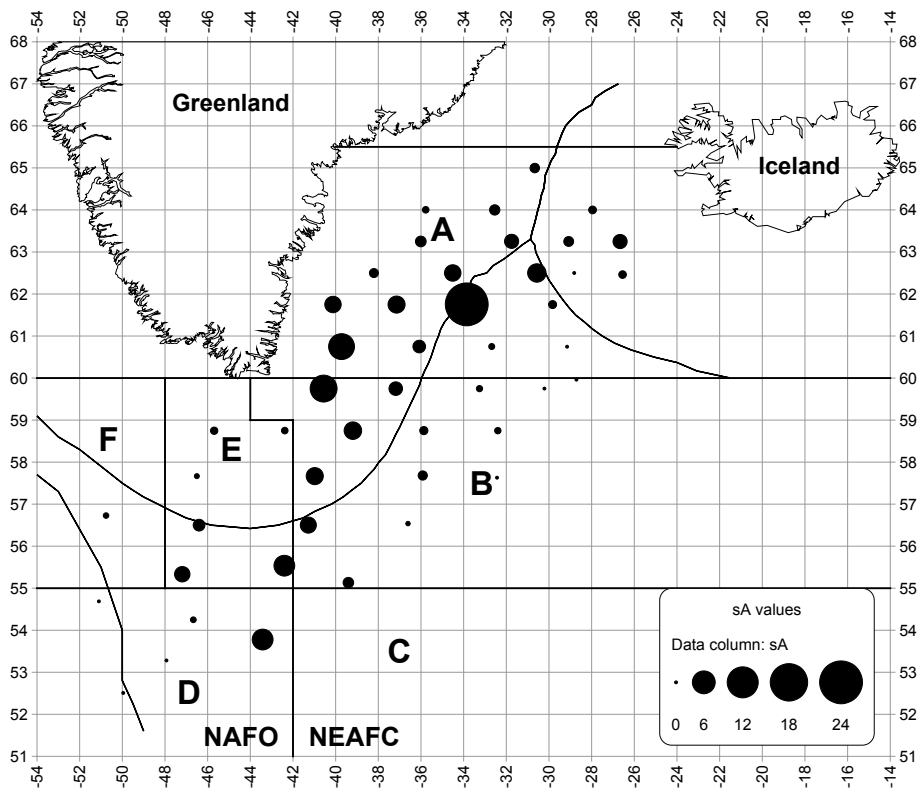 -54 -52 -50 -48 -46 -44 -42 -40 -38 -36 -34 -32 -30 -28 -26 -24 -22 -20 -18 -16 -14
68 68
67 67
Greenland
66 66
Iceland
65 65
64 64
A
63 63
62 62
61 61
60 60
59 59
F
E
58 58
B
57 57
56 56
55 55
sA values
54 54
Data column: sA
C
53 53
D
52 52
0 6 12 18 24
NAFO NEAFC
51 51
-54 -52 -50 -48 -46 -44 -42 -40 -38 -36 -34 -32 -30 -28 -26 -24 -22 -20 -18 -16 -14